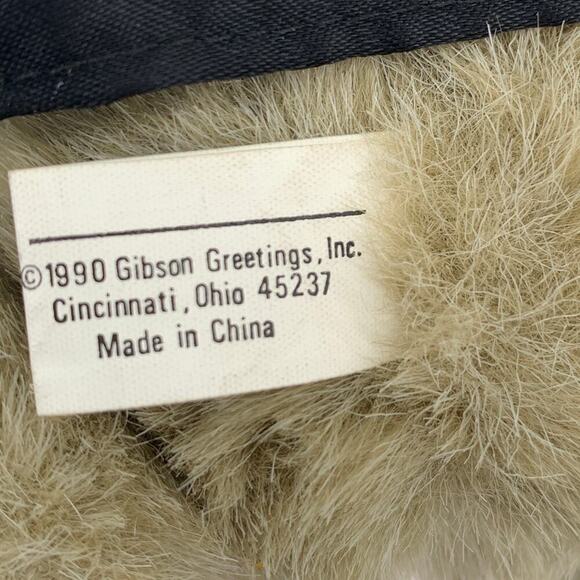 ©1990 Gibson Greetings, Inc.
Cincinnati, Ohio 45237
Made in China